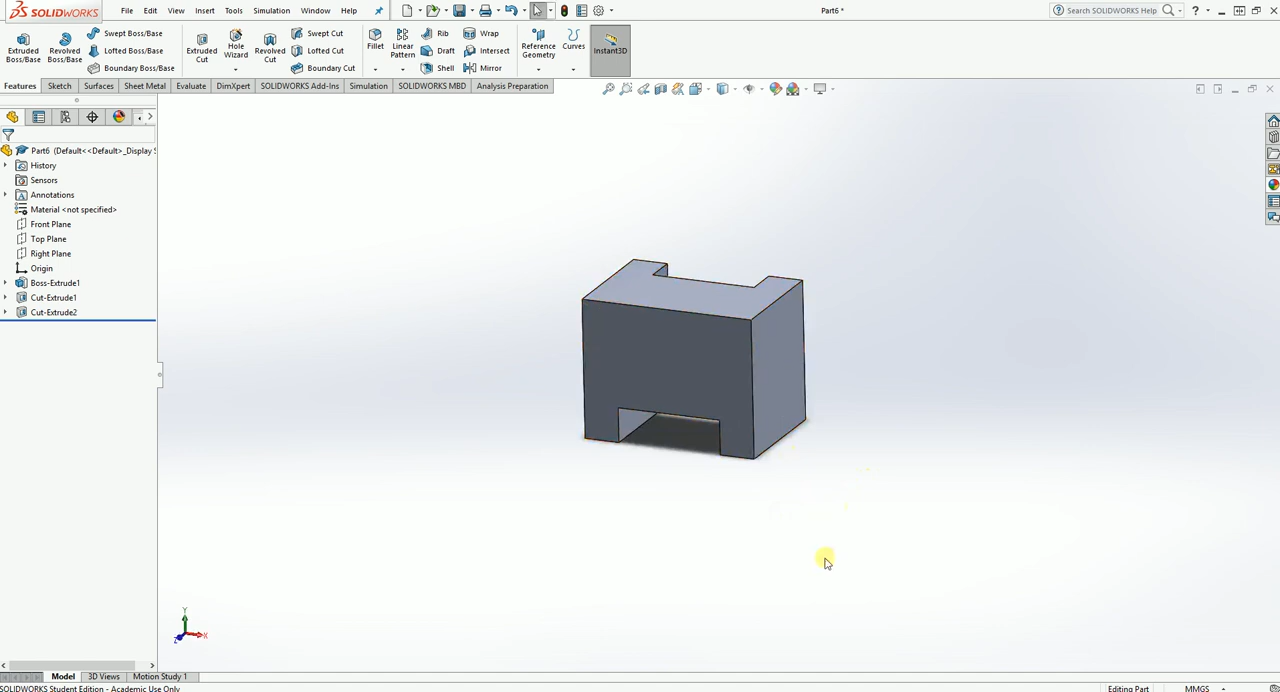 SOLIDWORKS File Edit View Insert Tools Simulation Window Help Part6 * Search SOLIDWORKS Help
Extruded Boss/Base
Revolved Boss/Base
Swept Boss/Base
Lofted Boss/Base
Boundary Boss/Base
Extruded Cut
Hole Wizard
Revolved Cut
Swept Cut
Lofted Cut
Boundary Cut
Fillet
Linear Pattern
Rib
Draft
Shell
Wrap
Intersect
Mirror
Reference Geometry
Curves
Instant3D
Features Sketch Surfaces Sheet Metal Evaluate DimXpert SOLIDWORKS Add-Ins Simulation SOLIDWORKS MBD Analysis Preparation
Part6 (Default<<Default>_Display S
History
Sensors
Annotations
Material <not specified>
Front Plane
Top Plane
Right Plane
Origin
Boss-Extrude1
Cut-Extrude1
Cut-Extrude2
Y
X
Z
Model 3D Views Motion Study 1
SOLIDWORKS Student Edition - Academic Use Only Editing Part MMGS